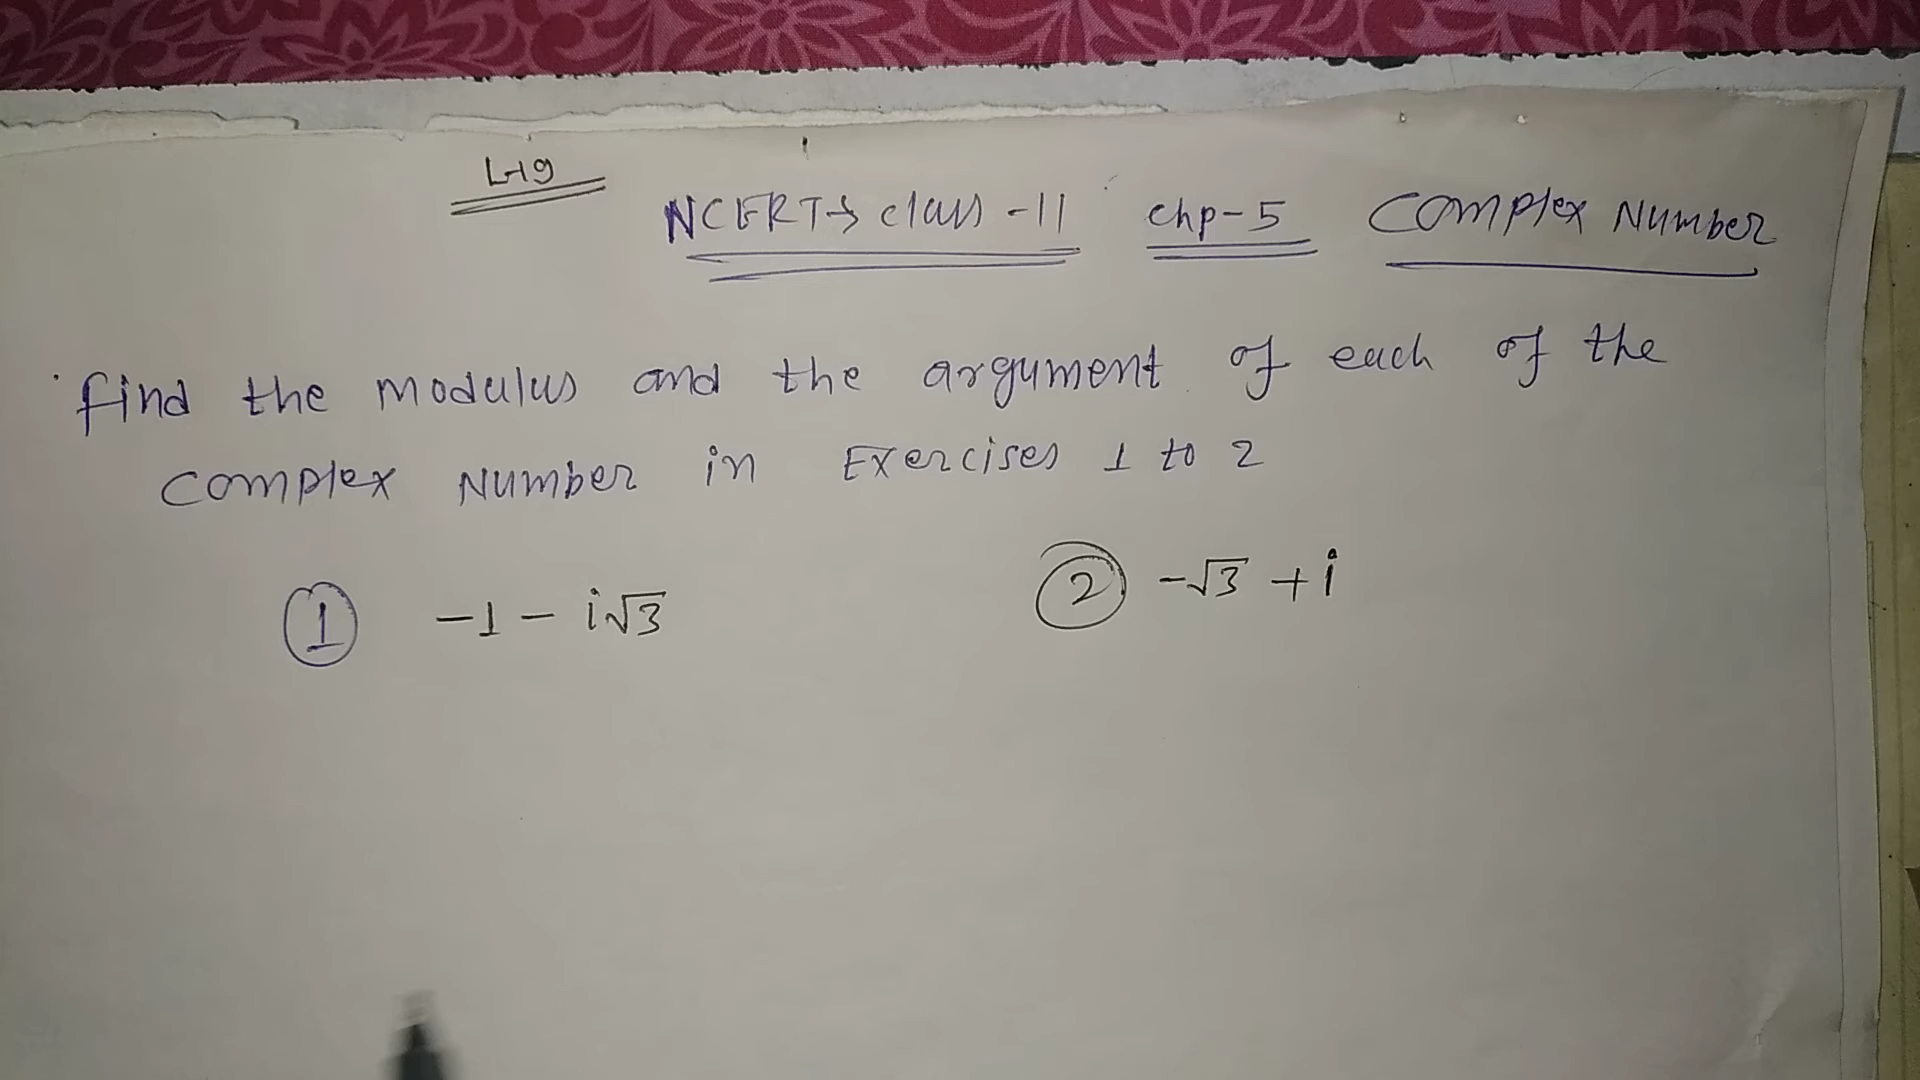 L-19
NCERT→ class -11 chp-5 Complex Number
find the modulus and the argument of each of the
complex Number in Exercises 1 to 2
① -1 - i√3 ② -√3 + i